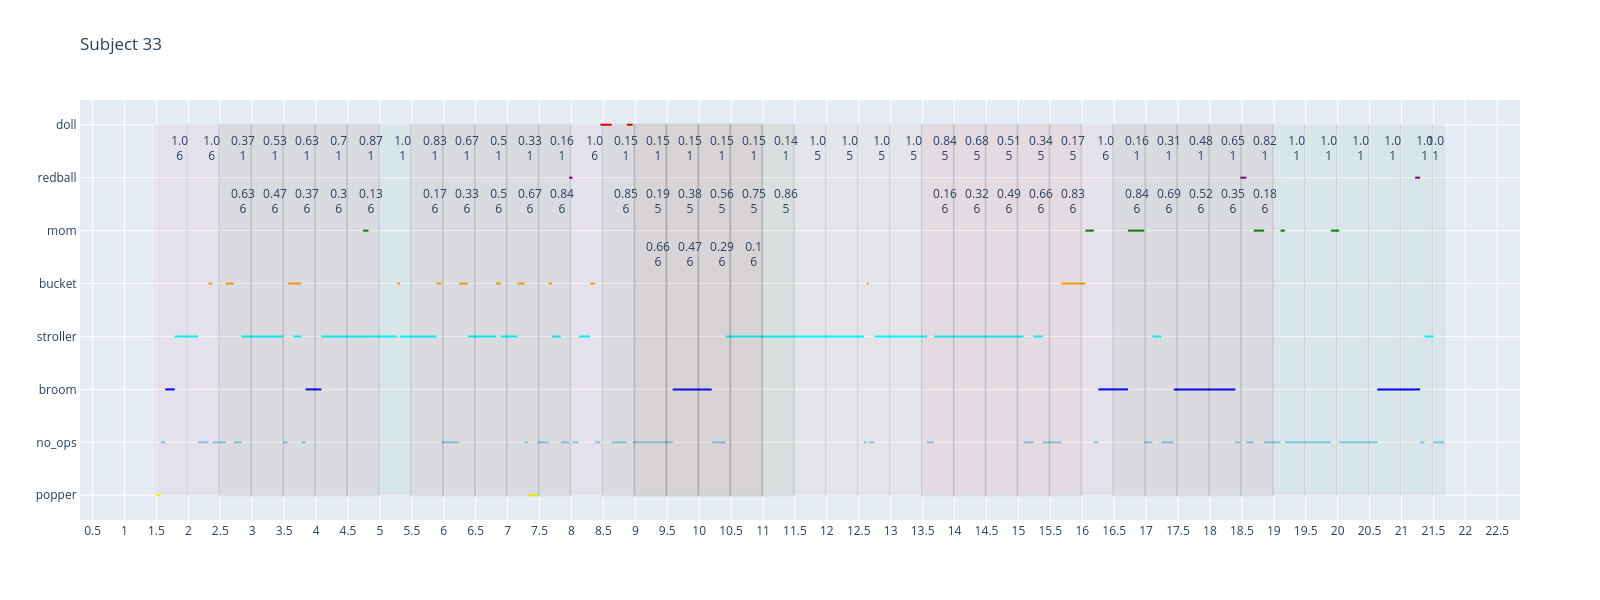 Subject 33
doll
1.0 1.0 0.37 0.53 0.63 0.7 0.87 1.0 0.83 0.67 0.5 0.33 0.16 1.0 0.15 0.15 0.15 0.15 0.15 0.14 1.0 1.0 1.0 1.0 0.84 0.68 0.51 0.34 0.17 1.0 0.16 0.31 0.48 0.65 0.82 1.0 1.0 1.0 1.0 1.0 1.0
6 6 1 1 1 1 1 1 1 1 1 1 1 6 1 1 1 1 1 1 5 5 5 5 5 5 5 5 5 6 1 1 1 1 1 1 1 1 1 1 1
redball
0.63 0.47 0.37 0.3 0.13 0.17 0.33 0.5 0.67 0.84 0.85 0.19 0.38 0.56 0.75 0.86 0.16 0.32 0.49 0.66 0.83 0.84 0.69 0.52 0.35 0.18
6 6 6 6 6 6 6 6 6 6 6 5 5 5 5 5 6 6 6 6 6 6 6 6 6 6
mom
0.66 0.47 0.29 0.1
6 6 6 6
bucket
stroller
broom
no_ops
popper
0.5 1 1.5 2 2.5 3 3.5 4 4.5 5 5.5 6 6.5 7 7.5 8 8.5 9 9.5 10 10.5 11 11.5 12 12.5 13 13.5 14 14.5 15 15.5 16 16.5 17 17.5 18 18.5 19 19.5 20 20.5 21 21.5 22 22.5